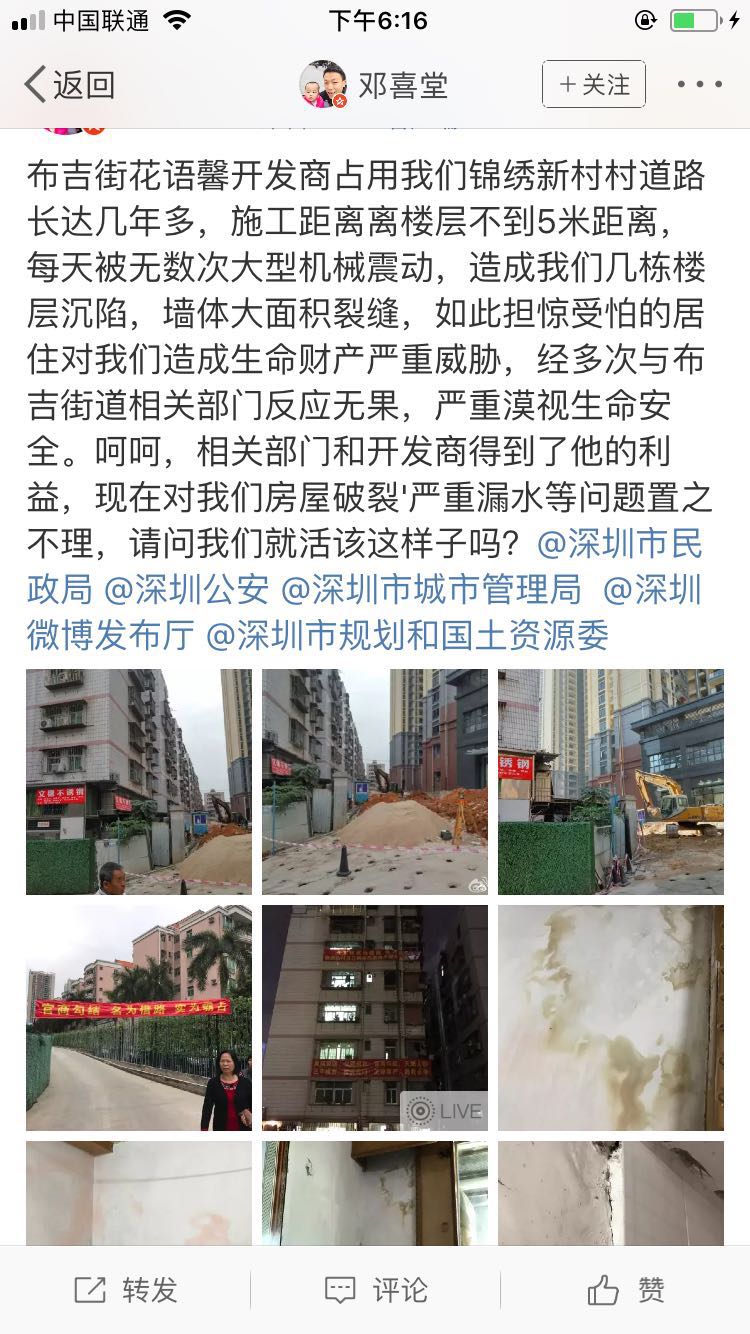 中国联通
下午6:16
返回
邓喜堂
+关注
布吉街花语馨开发商占用我们锦绣新村村道路
长达几年多，施工距离离楼层不到5米距离，
每天被无数次大型机械震动，造成我们几栋楼
层沉陷，墙体大面积裂缝，如此担惊受怕的居
住对我们造成生命财产严重威胁，经多次与布
吉街道相关部门反应无果，严重漠视生命安
全。呵呵，相关部门和开发商得到了他的利
益，现在对我们房屋破裂'严重漏水等问题置之
不理，请问我们就活该这样子吗？@深圳市民
政局 @深圳公安 @深圳市城市管理局 @深圳
微博发布厅 @深圳市规划和国土资源委
不锈钢
锈钢
官商勾结 名为借路 实为霸占
LIVE
转发
评论
赞